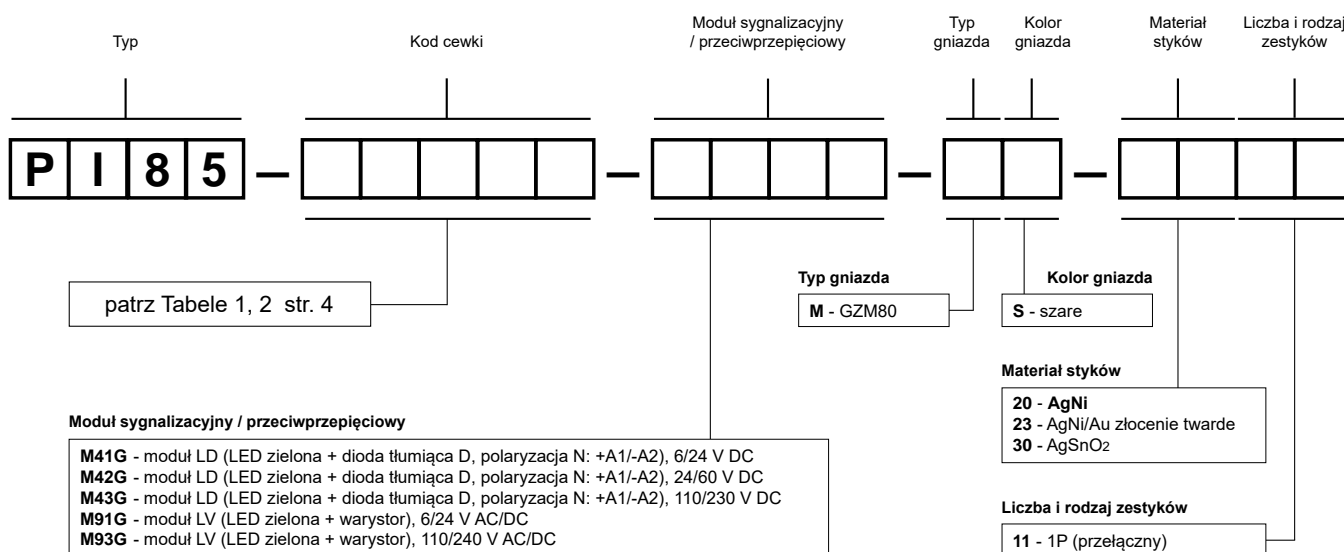 Typ
Kod cewki
Moduł sygnalizacyjny
/ przeciwprzepięciowy
Typ
gniazda
Kolor
gniazda
Materiał
styków
Liczba i rodzaj
zestyków
P I 8 5 – – – –
patrz Tabele 1, 2 str. 4
Typ gniazda
M - GZM80
Kolor gniazda
S - szare
Materiał styków
20 - AgNi
23 - AgNi/Au złocenie twarde
30 - AgSnO2
Moduł sygnalizacyjny / przeciwprzepięciowy
M41G - moduł LD (LED zielona + dioda tłumiąca D, polaryzacja N: +A1/-A2), 6/24 V DC
M42G - moduł LD (LED zielona + dioda tłumiąca D, polaryzacja N: +A1/-A2), 24/60 V DC
M43G - moduł LD (LED zielona + dioda tłumiąca D, polaryzacja N: +A1/-A2), 110/230 V DC
M91G - moduł LV (LED zielona + warystor), 6/24 V AC/DC
M93G - moduł LV (LED zielona + warystor), 110/240 V AC/DC
Liczba i rodzaj zestyków
11 - 1P (przełączny)